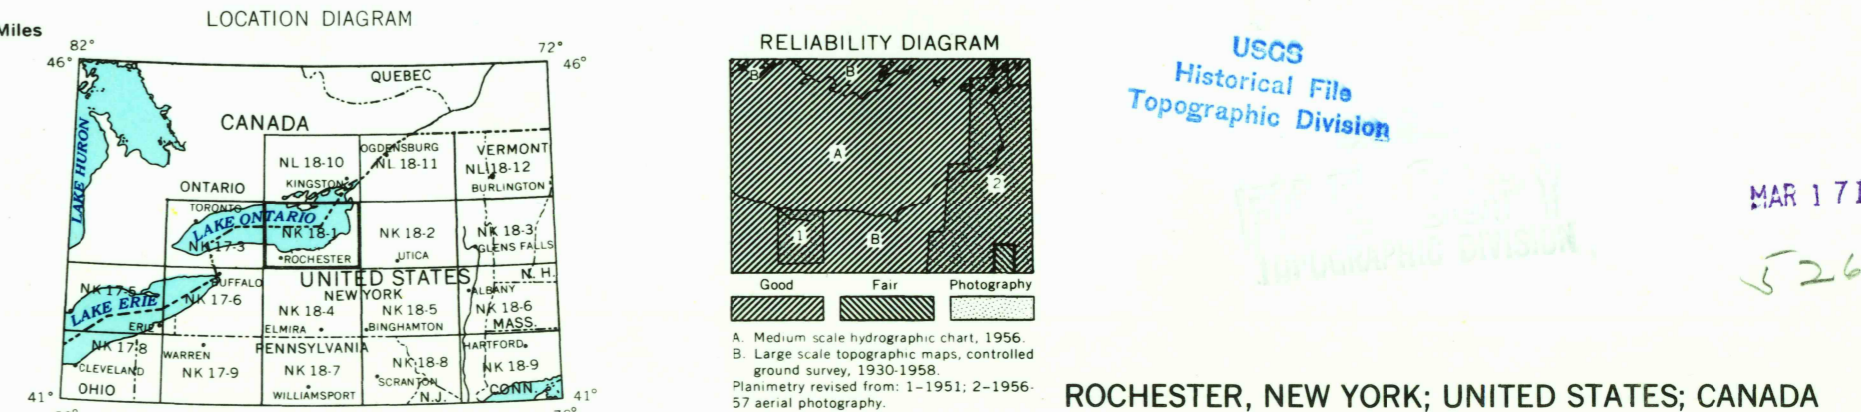 Miles
LOCATION DIAGRAM
82°
72°
46°
46°
QUEBEC
CANADA
LAKE HURON
NL 18-10
OGDENSBURG
NL 18-11
VERMONT
NL 18-12
KINGSTON
BURLINGTON
ONTARIO
TORONTO
LAKE ONTARIO
NK 17-3
NK 18-1
NK 18-2
NK 18-3
GLENS FALLS
ROCHESTER
UTICA
UNITED STATES
N. H.
BUFFALO
NEW YORK
ALBANY
LAKE ERIE
NK 17-6
NK 18-4
NK 18-5
NK 18-6
MASS.
ERIE
ELMIRA
BINGHAMTON
NK 17-8
WARREN
PENNSYLVANIA
HARTFORD
CLEVELAND
NK 17-9
NK 18-7
NK 18-8
NK 18-9
SCRANTON
OHIO
WILLIAMSPORT
N.J.
CONN.
41°
41°
RELIABILITY DIAGRAM
B
B
A
2
1
B
Good
Fair
Photography
A. Medium scale hydrographic chart, 1956.
B. Large scale topographic maps, controlled
ground survey, 1930-1958.
Planimetry revised from: 1–1951; 2–1956-
57 aerial photography.
USGS
Historical File
Topographic Division
MAR 1 71
526
ROCHESTER, NEW YORK; UNITED STATES; CANADA